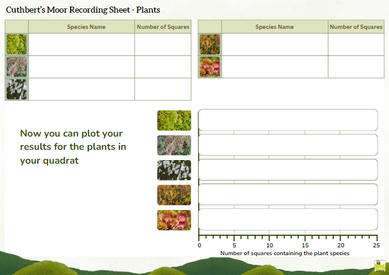 Cuthbert's Moor Recording Sheet - Plants
Species Name Number of Squares
Species Name Number of Squares
Now you can plot your
results for the plants in
your quadrat
0 5 10 15 20 25
Number of squares containing the plant species